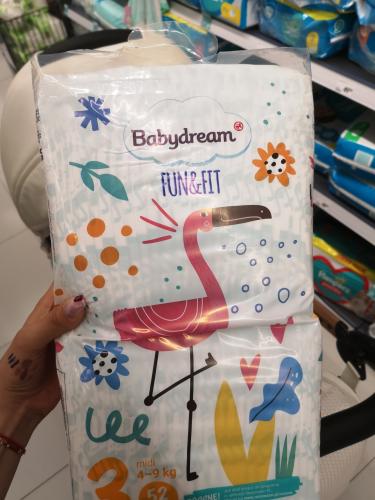 Babydream
FUN&FIT
3
midi
4-9 kg
52